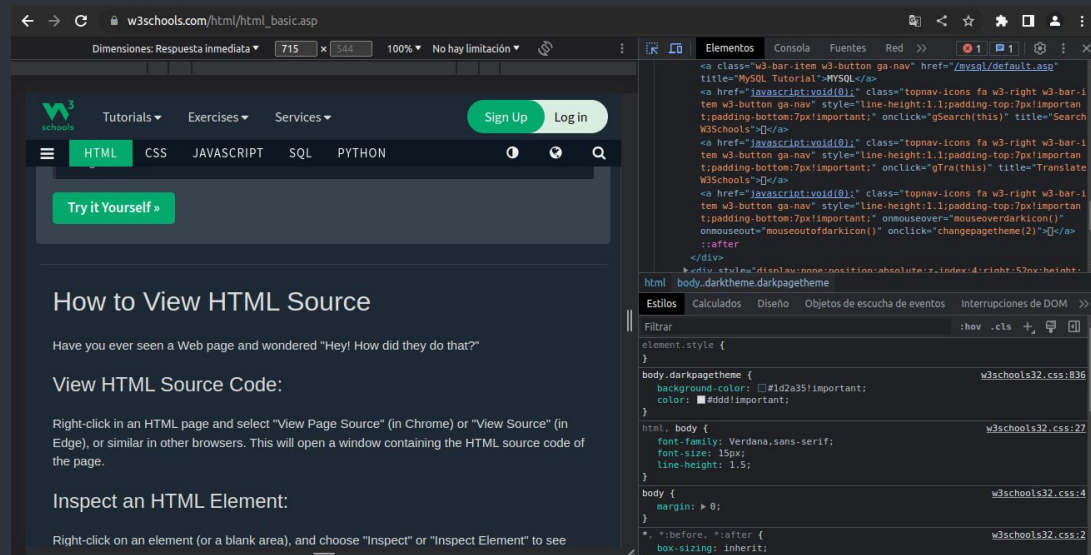 w3schools.com/html/html_basic.asp
Dimensiones: Respuesta inmediata 715 x 544 100% No hay limitación
3
schools
Tutorials Exercises Services Sign Up Log in
HTML CSS JAVASCRIPT SQL PYTHON
Try it Yourself »
How to View HTML Source
Have you ever seen a Web page and wondered "Hey! How did they do that?"
View HTML Source Code:
Right-click in an HTML page and select "View Page Source" (in Chrome) or "View Source" (in
Edge), or similar in other browsers. This will open a window containing the HTML source code of
the page.
Inspect an HTML Element:
Right-click on an element (or a blank area), and choose "Inspect" or "Inspect Element" to see
Elementos Consola Fuentes Red » 1 1
<a class="w3-bar-item w3-button ga-nav" href="/mysql/default.asp"
title="MySQL Tutorial">MYSQL</a>
<a href="javascript:void(0);" class="topnav-icons fa w3-right w3-bar-i
tem w3-button ga-nav" style="line-height:1.1;padding-top:7px!importan
t;padding-bottom:7px!important;" onclick="gSearch(this)" title="Search
W3Schools"></a>
<a href="javascript:void(0);" class="topnav-icons fa w3-right w3-bar-i
tem w3-button ga-nav" style="line-height:1.1;padding-top:7px!importan
t;padding-bottom:7px!important;" onclick="gTra(this)" title="Translate
W3Schools"></a>
<a href="javascript:void(0);" class="topnav-icons fa w3-right w3-bar-i
tem w3-button ga-nav" style="line-height:1.1;padding-top:7px!importan
t;padding-bottom:7px!important;" onmouseover="mouseoverdarkicon()"
onmouseout="mouseoutofdarkicon()" onclick="changepagetheme(2)"></a>
::after
</div>
<div style="display:none;position:absolute;z-index:4;right:52px;height:
html body..darktheme.darkpagetheme
Estilos Calculados Diseño Objetos de escucha de eventos Interrupciones de DOM »
Filtrar :hov .cls +
element.style {
}
body.darkpagetheme { w3schools32.css:836
background-color: #1d2a35!important;
color: #ddd!important;
}
html, body { w3schools32.css:27
font-family: Verdana,sans-serif;
font-size: 15px;
line-height: 1.5;
}
body { w3schools32.css:4
margin: 0;
}
*, *:before, *:after { w3schools32.css:2
box-sizing: inherit;